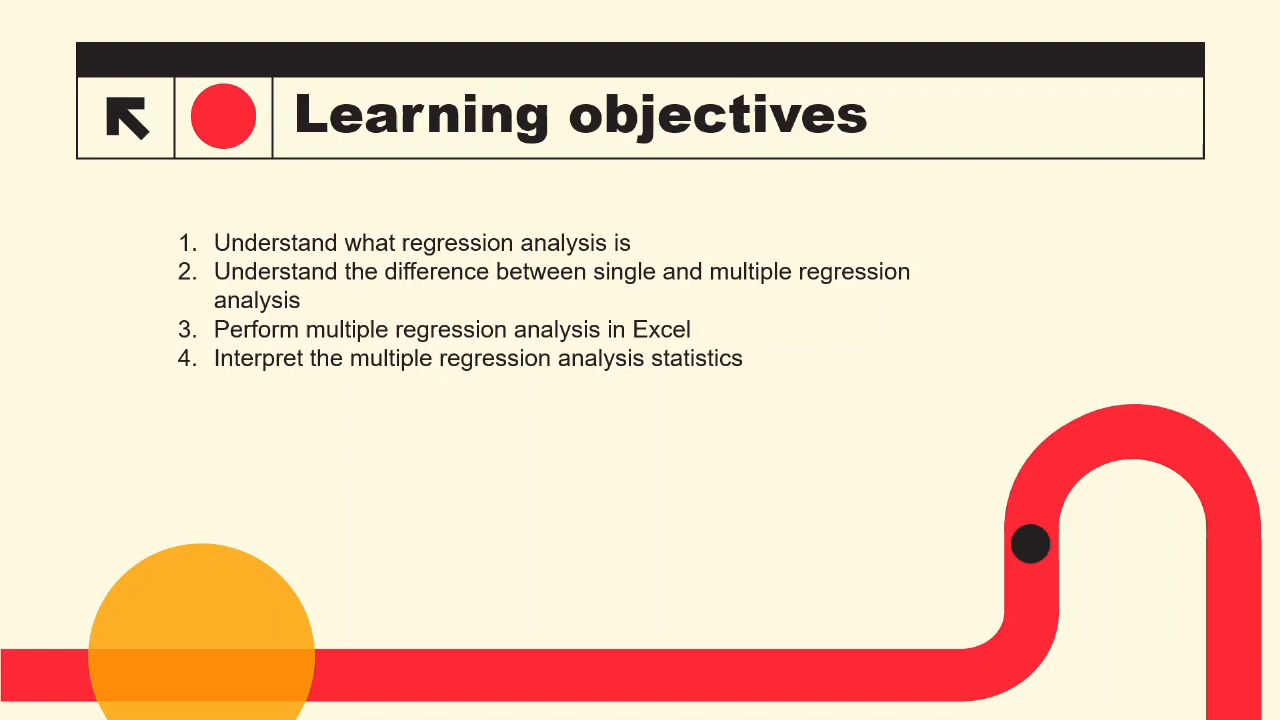 Learning objectives
1. Understand what regression analysis is
2. Understand the difference between single and multiple regression
analysis
3. Perform multiple regression analysis in Excel
4. Interpret the multiple regression analysis statistics